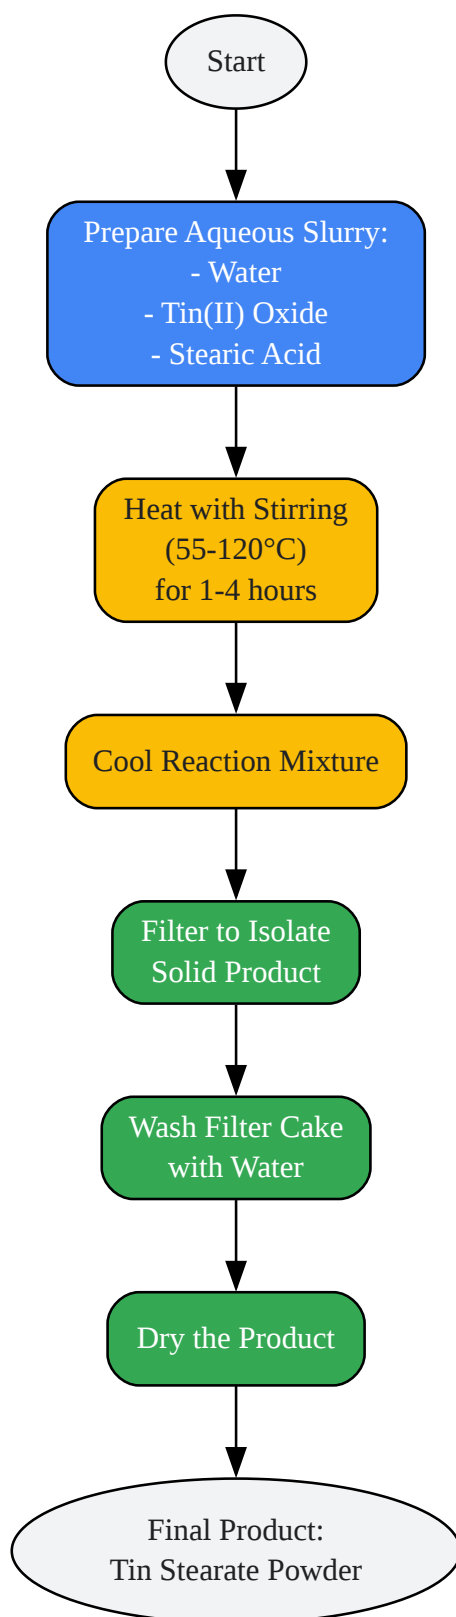 Start
Prepare Aqueous Slurry:
- Water
- Tin(II) Oxide
- Stearic Acid
Heat with Stirring
(55-120°C)
for 1-4 hours
Cool Reaction Mixture
Filter to Isolate
Solid Product
Wash Filter Cake
with Water
Dry the Product
Final Product:
Tin Stearate Powder